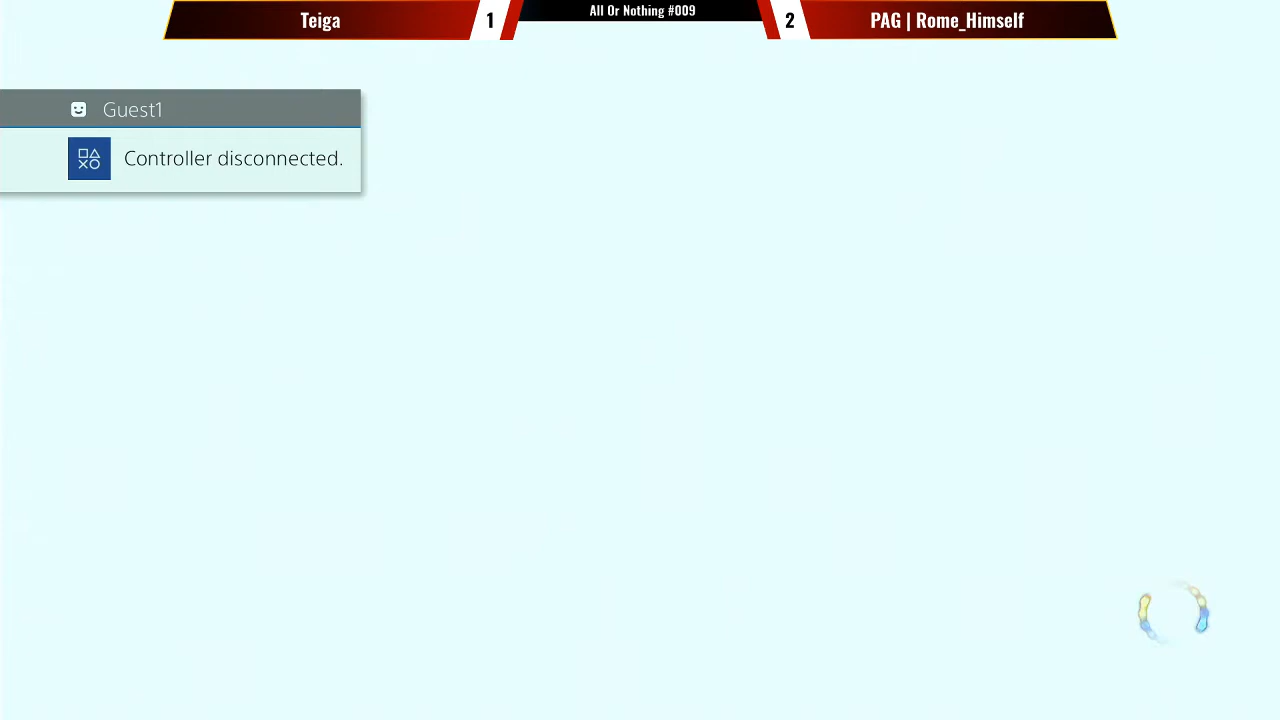 Teiga
1
All Or Nothing #009
2
PAG | Rome_Himself
Guest1
Controller disconnected.